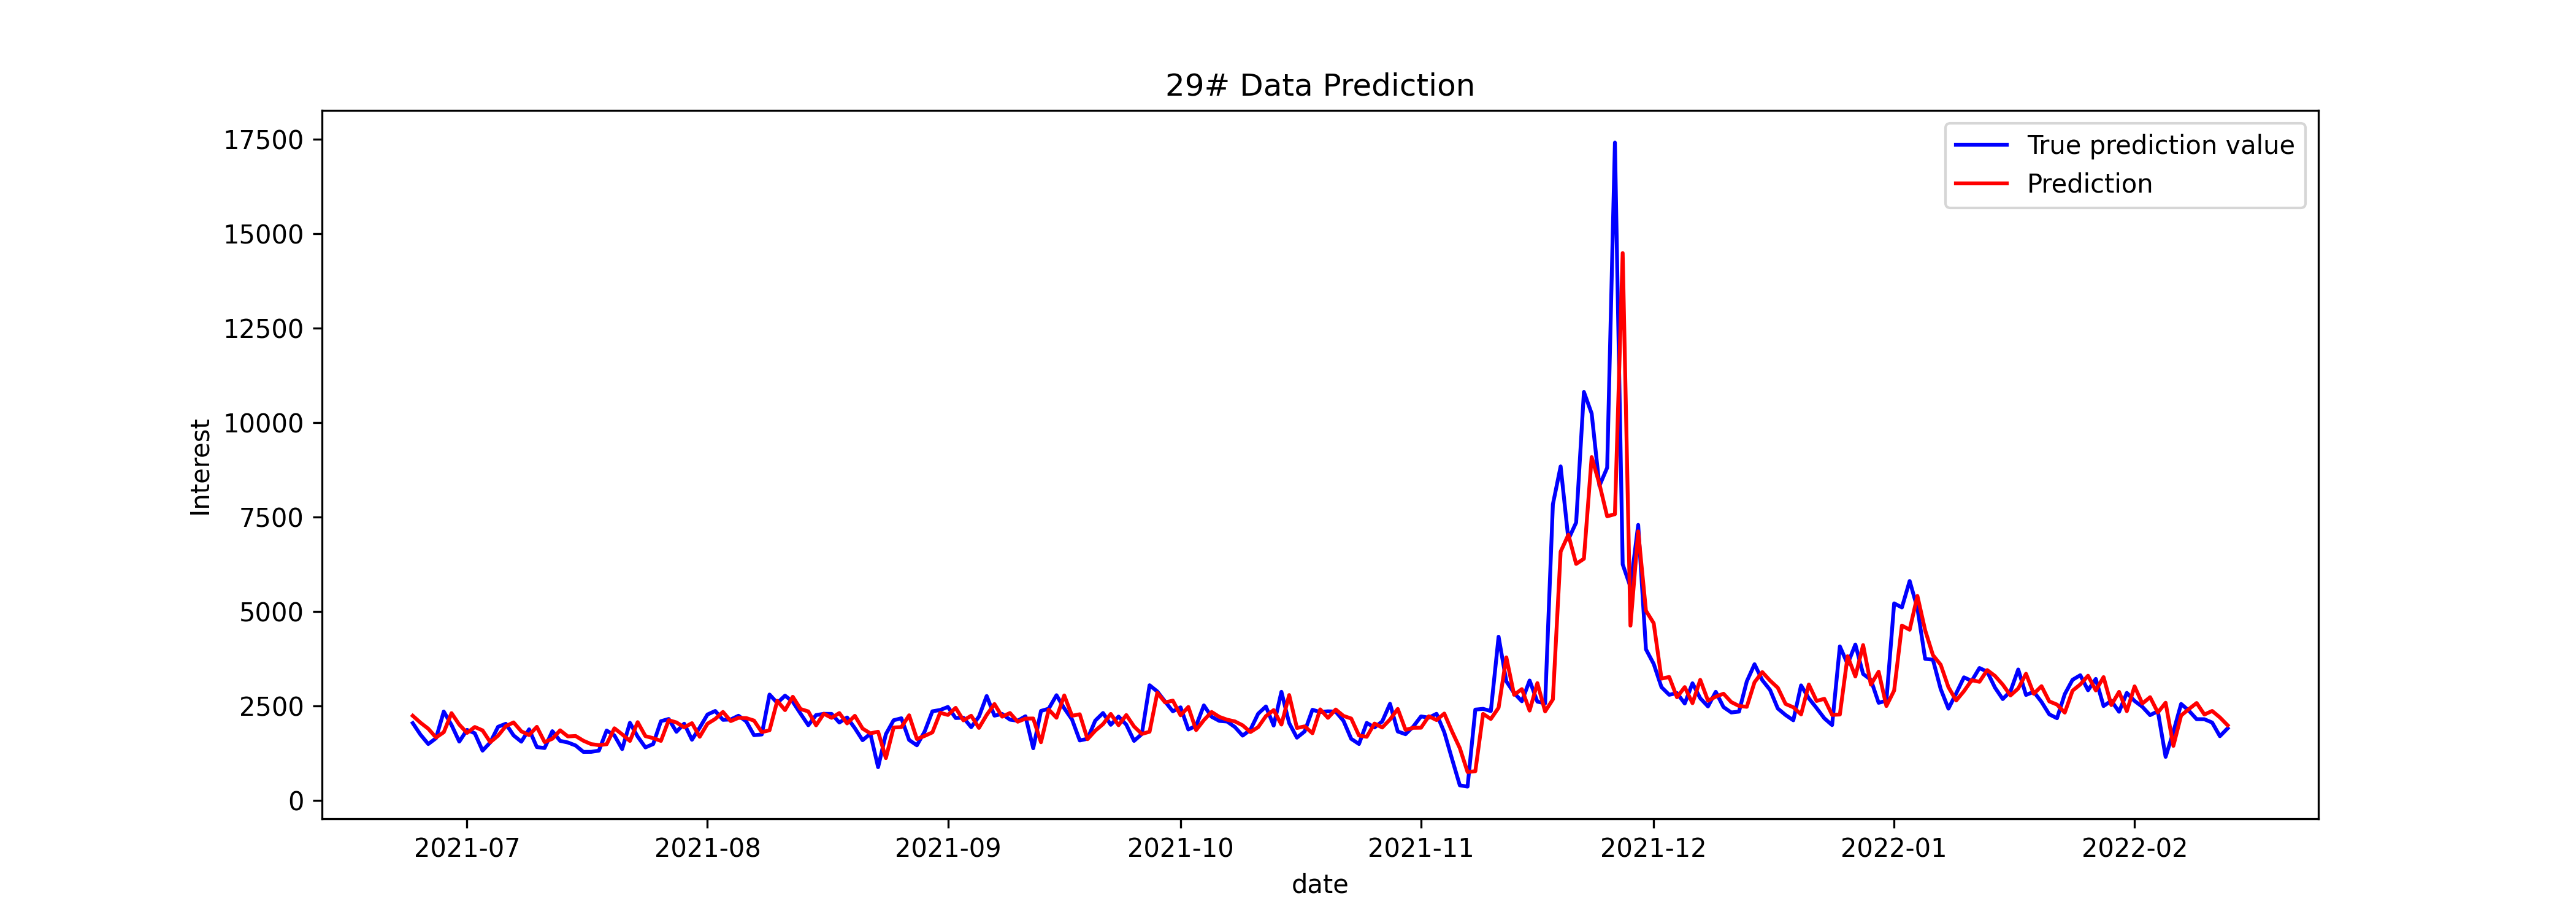 29# Data Prediction
True prediction value
Prediction
Interest
17500
15000
12500
10000
7500
5000
2500
0
2021-07 2021-08 2021-09 2021-10 2021-11 2021-12 2022-01 2022-02
date